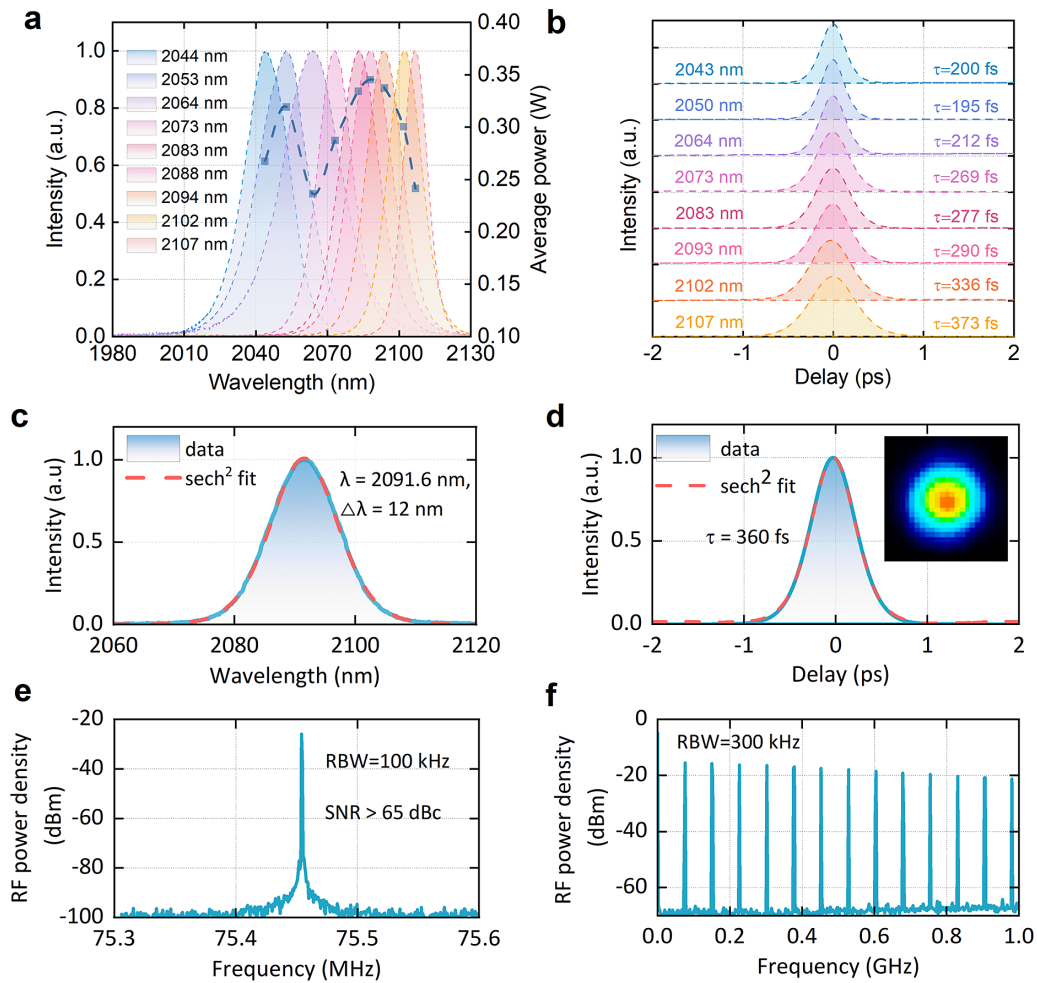 a
1.0
0.8
0.6
0.4
0.2
0.0
Intensity (a.u.)
2044 nm
2053 nm
2064 nm
2073 nm
2083 nm
2088 nm
2094 nm
2102 nm
2107 nm
0.40
0.35
0.30
0.25
0.20
0.15
0.10
Average power (W)
1980 2010 2040 2070 2100 2130
Wavelength (nm)
b
Intensity (a.u.)
2043 nm τ=200 fs
2050 nm τ=195 fs
2064 nm τ=212 fs
2073 nm τ=269 fs
2083 nm τ=277 fs
2093 nm τ=290 fs
2102 nm τ=336 fs
2107 nm τ=373 fs
-2 -1 0 1 2
Delay (ps)
c
1.0
0.5
0.0
Intensity (a.u)
data
sech² fit
λ = 2091.6 nm,
△λ = 12 nm
2060 2080 2100 2120
Wavelength (nm)
d
1.0
0.5
0.0
Intensity (a.u.)
data
sech² fit
τ = 360 fs
-2 -1 0 1 2
Delay (ps)
e
-20
-40
-60
-80
-100
RF power density
(dBm)
RBW=100 kHz
SNR > 65 dBc
75.3 75.4 75.5 75.6
Frequency (MHz)
f
0
-20
-40
-60
RF power density
(dBm)
RBW=300 kHz
0.0 0.2 0.4 0.6 0.8 1.0
Frequency (GHz)